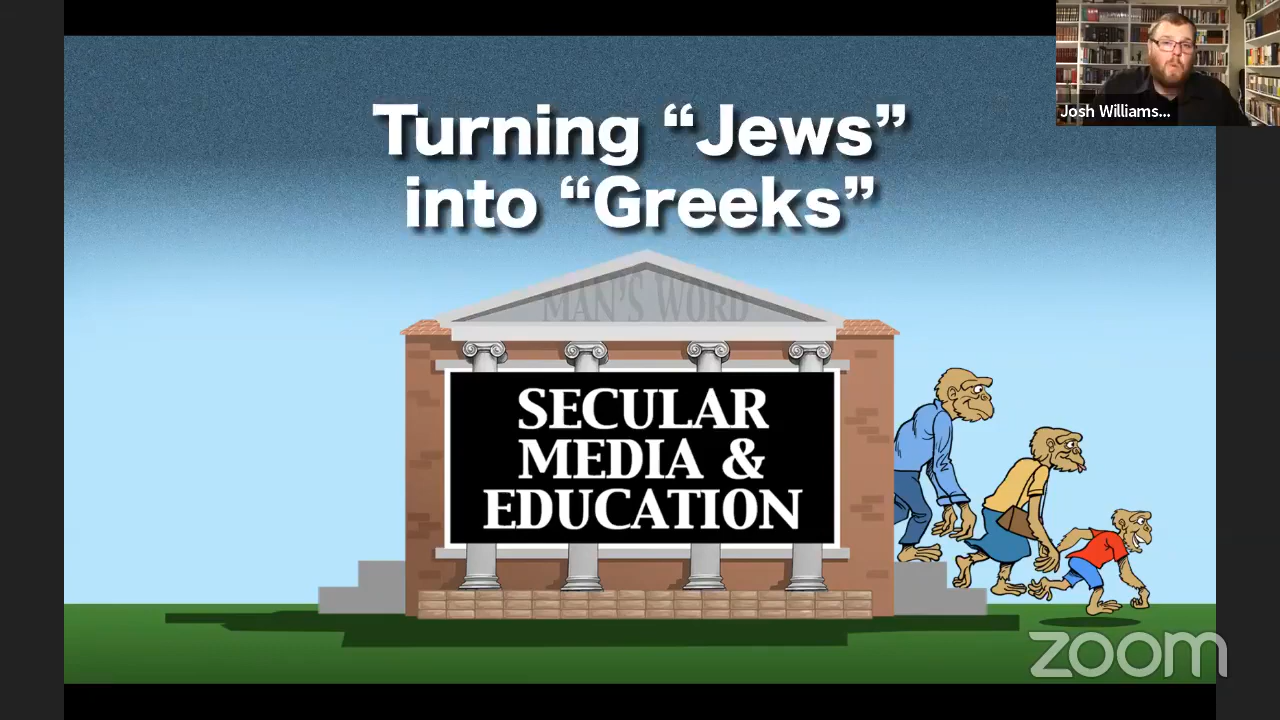 Josh Williams...
Turning “Jews”
into “Greeks”
MAN'S WORD
SECULAR
MEDIA &
EDUCATION
zoom